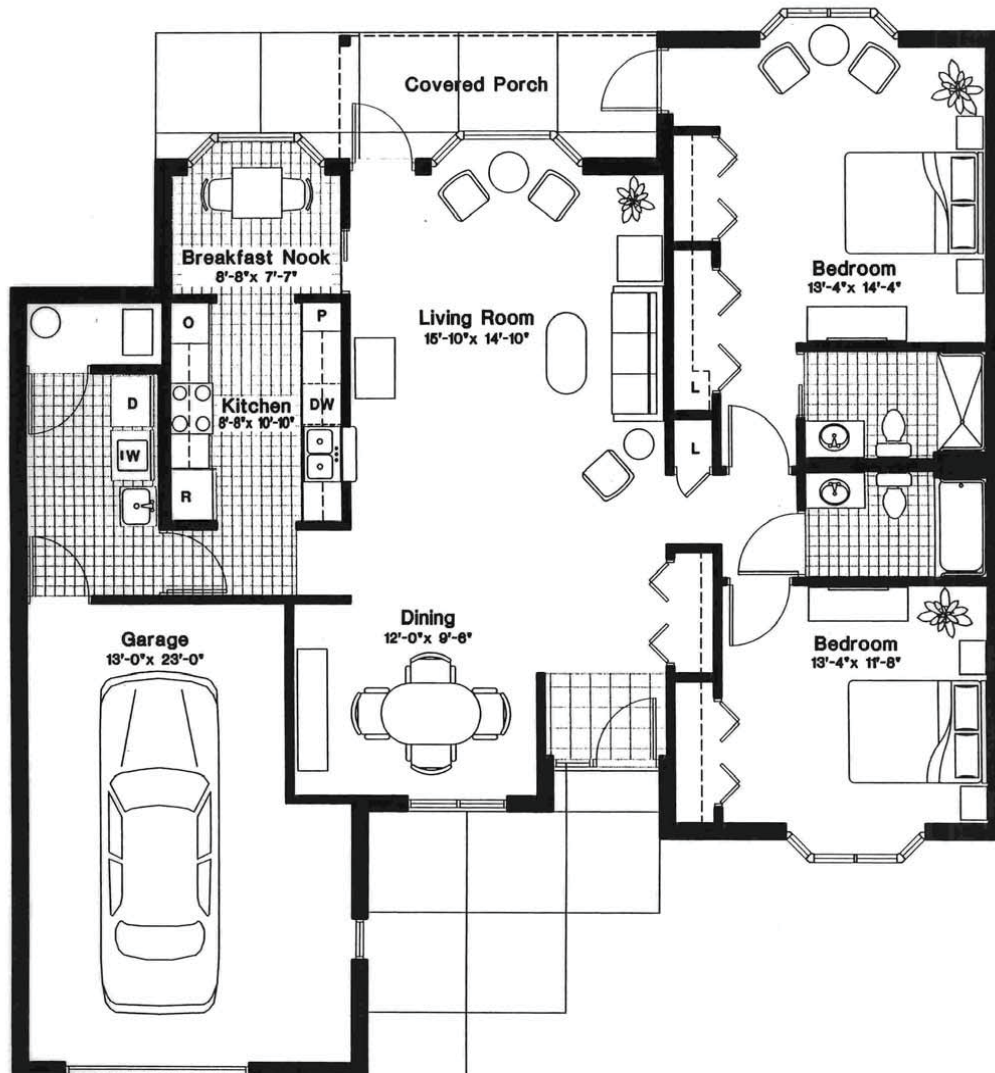 Covered Porch
Breakfast Nook
8'-8"x 7'-7"
Bedroom
13'-4"x 14'-4"
Living Room
15'-10"x 14'-10"
O
P
D
Kitchen
8'-8"x 10'-10"
DW
L
W
R
L
Dining
12'-0"x 9'-6"
Garage
13'-0"x 23'-0"
Bedroom
13'-4"x 11'-8"